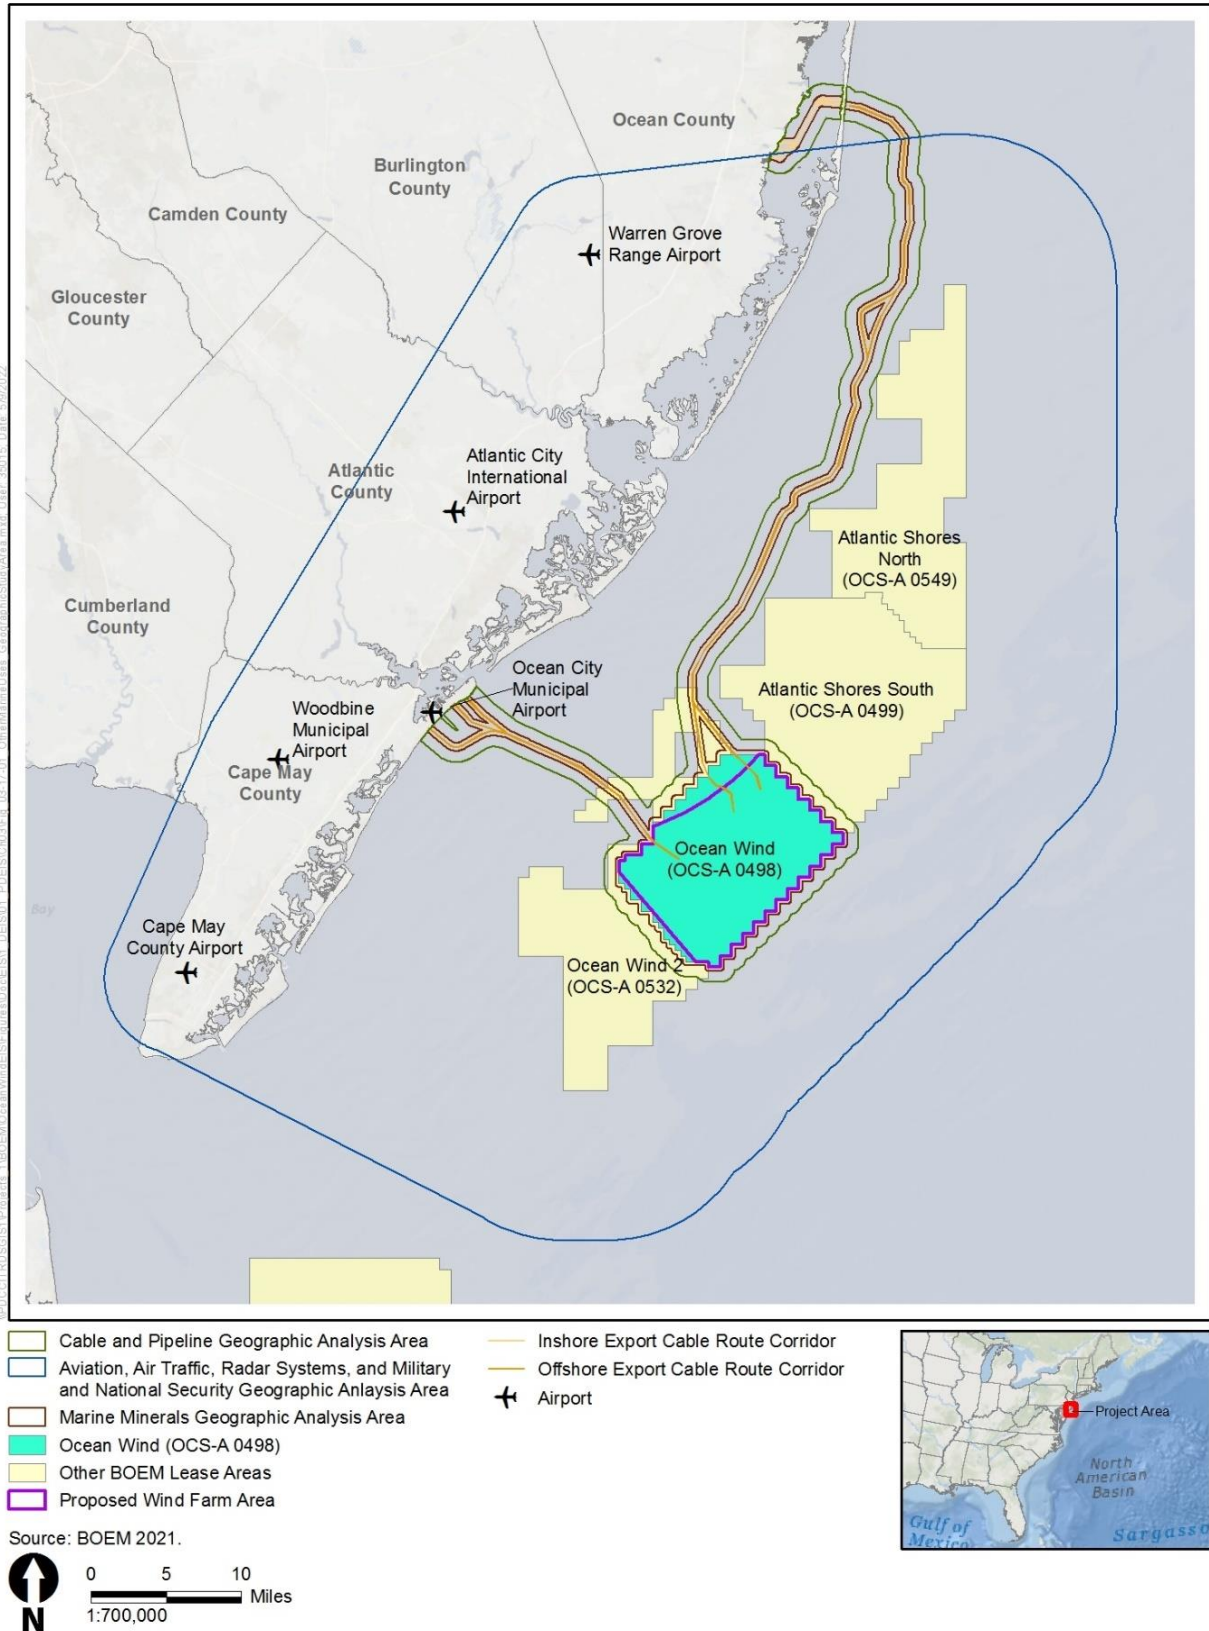 Ocean County
Burlington
County
Camden County
Warren Grove
Range Airport
Gloucester
County
Atlantic City
International
Airport
Atlantic
County
Atlantic Shores
North
(OCS-A 0549)
Cumberland
County
Ocean City
Municipal
Airport
Atlantic Shores South
(OCS-A 0499)
Woodbine
Municipal
Airport
Cape May
County
Ocean Wind
(OCS-A 0498)
Bay
Cape May
County Airport
Ocean Wind 2
(OCS-A 0532)
Cable and Pipeline Geographic Analysis Area
Aviation, Air Traffic, Radar Systems, and Military
and National Security Geographic Anlaysis Area
Marine Minerals Geographic Analysis Area
Ocean Wind (OCS-A 0498)
Other BOEM Lease Areas
Proposed Wind Farm Area
Inshore Export Cable Route Corridor
Offshore Export Cable Route Corridor
Airport
Project Area
North
American
Basin
Gulf of
Mexico
Sargasso
Source: BOEM 2021.
N
0 5 10
Miles
1:700,000